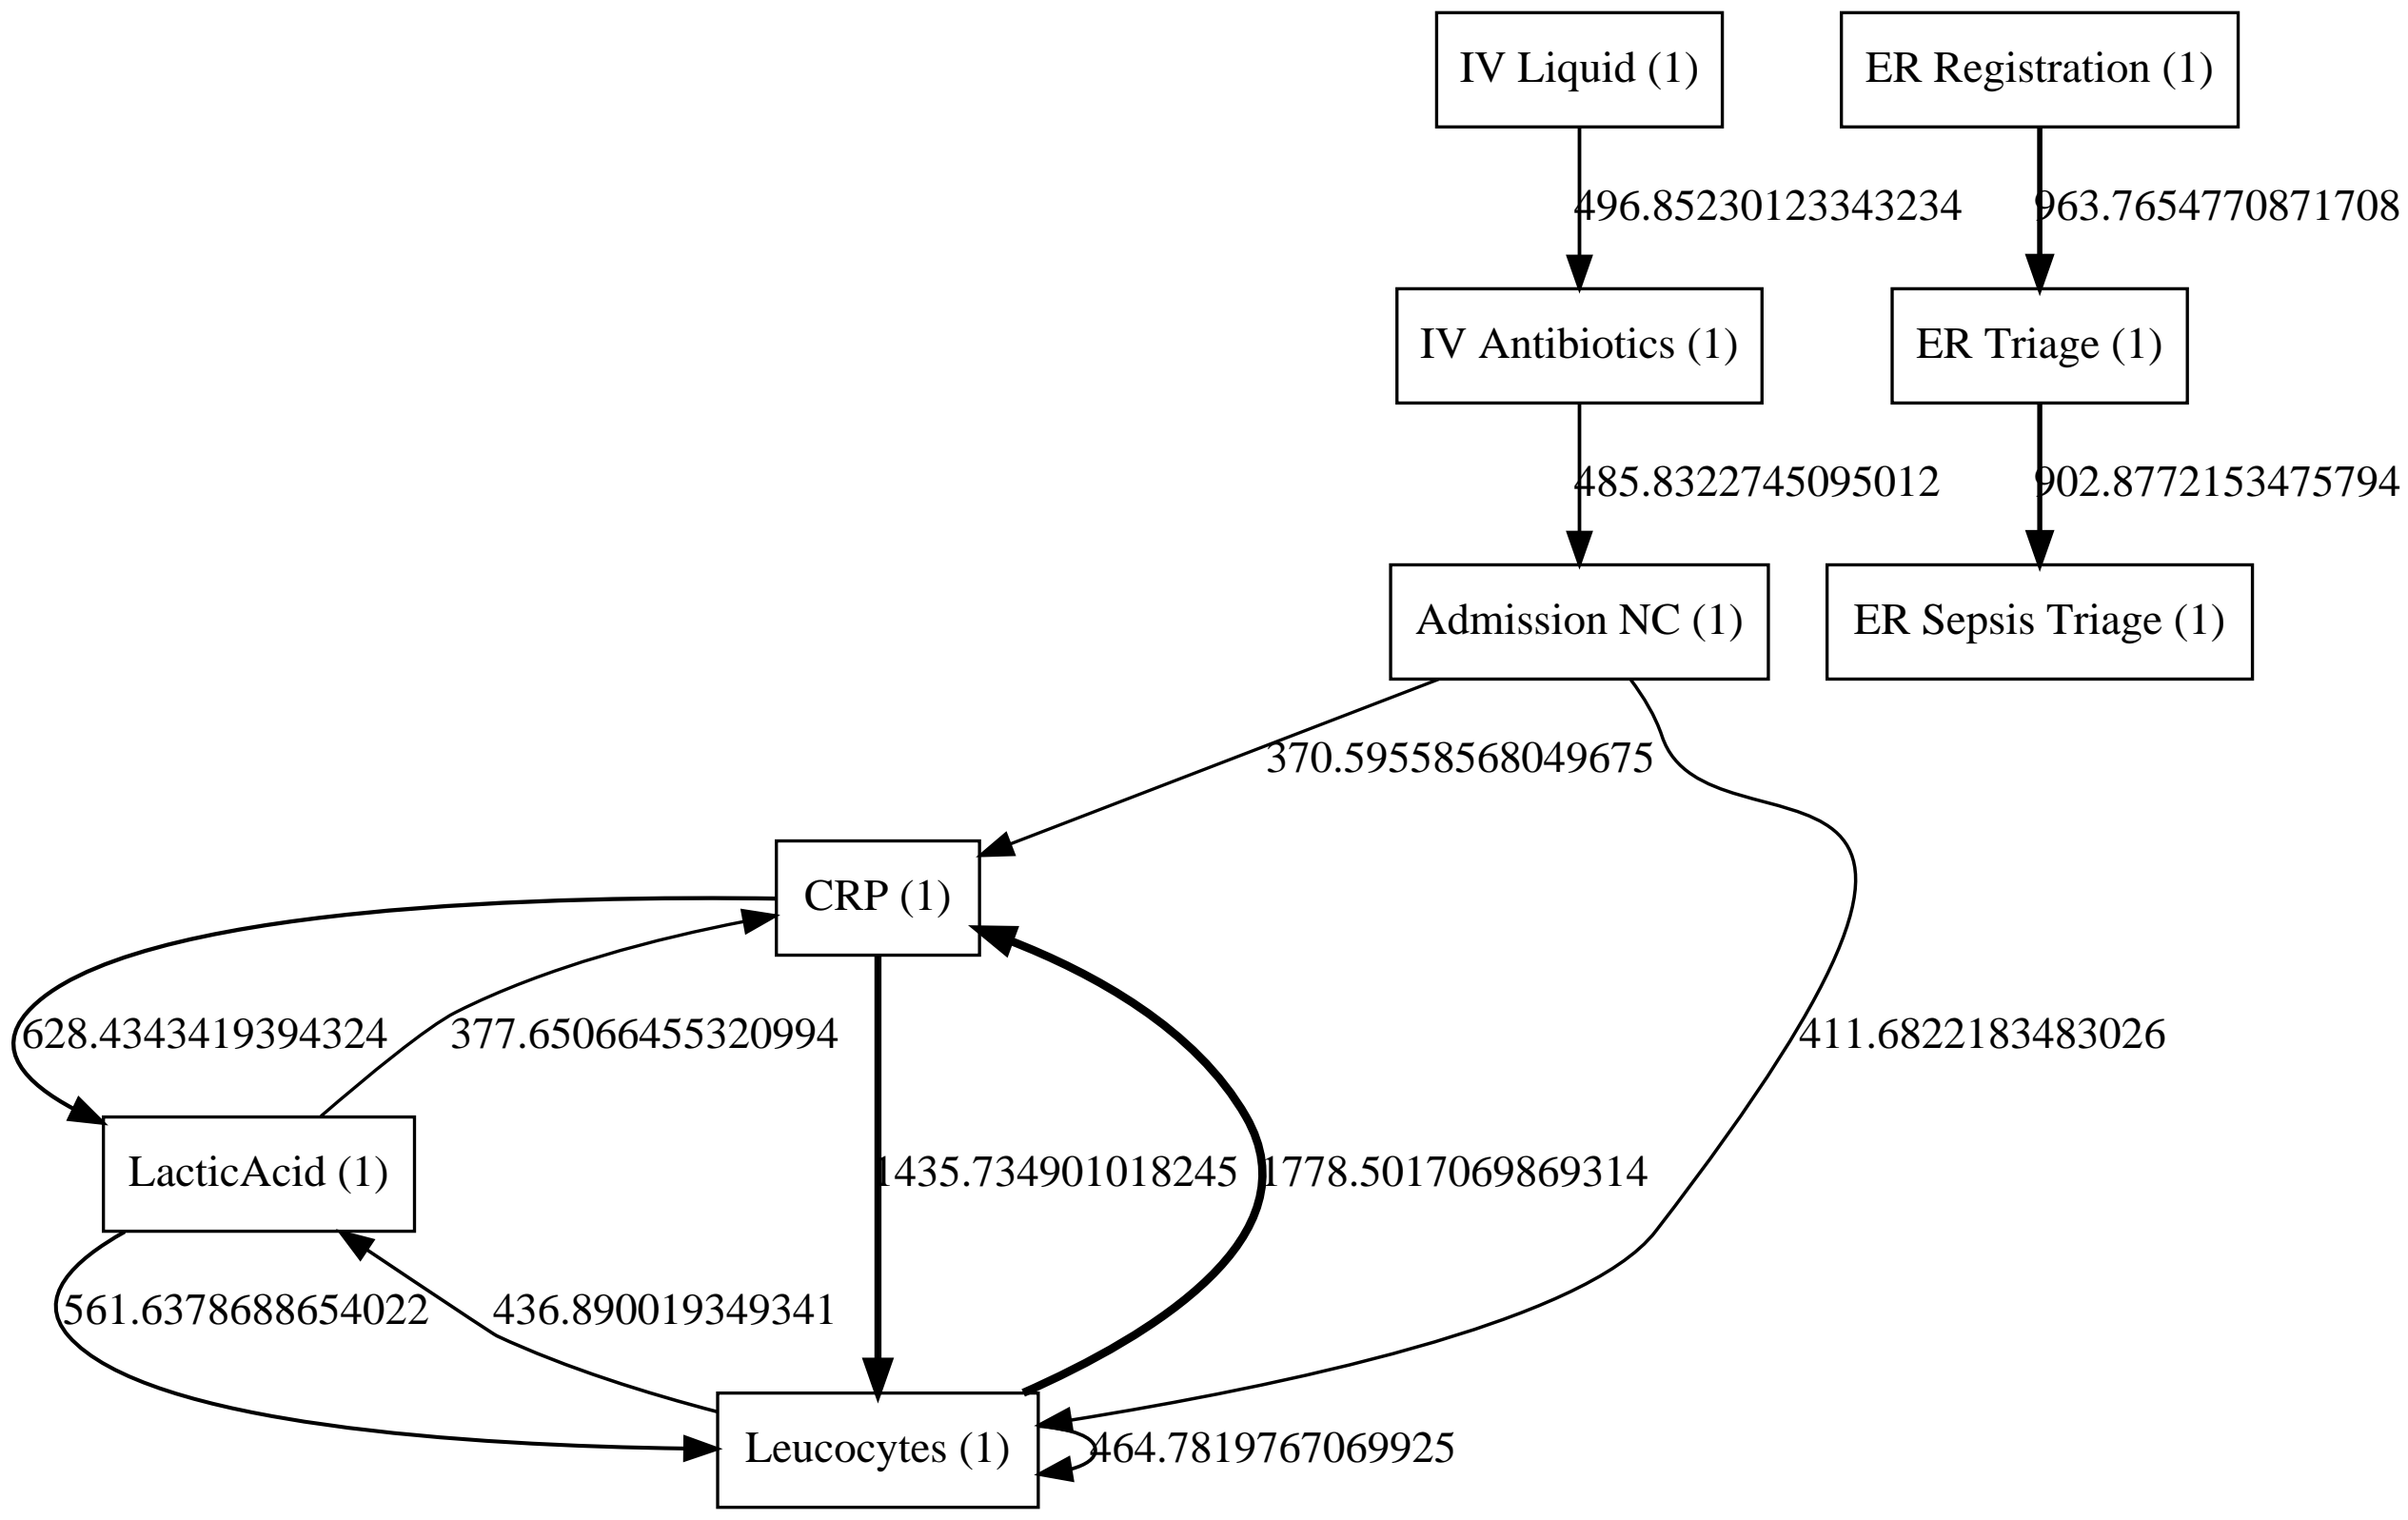 IV Liquid (1)
ER Registration (1)
496.85230123343234
963.7654770871708
IV Antibiotics (1)
ER Triage (1)
485.8322745095012
902.8772153475794
Admission NC (1)
ER Sepsis Triage (1)
370.59558568049675
CRP (1)
628.4343419394324
377.65066455320994
411.6822183483026
LacticAcid (1)
1435.734901018245
1778.5017069869314
561.6378688654022
436.890019349341
Leucocytes (1)
464.7819767069925